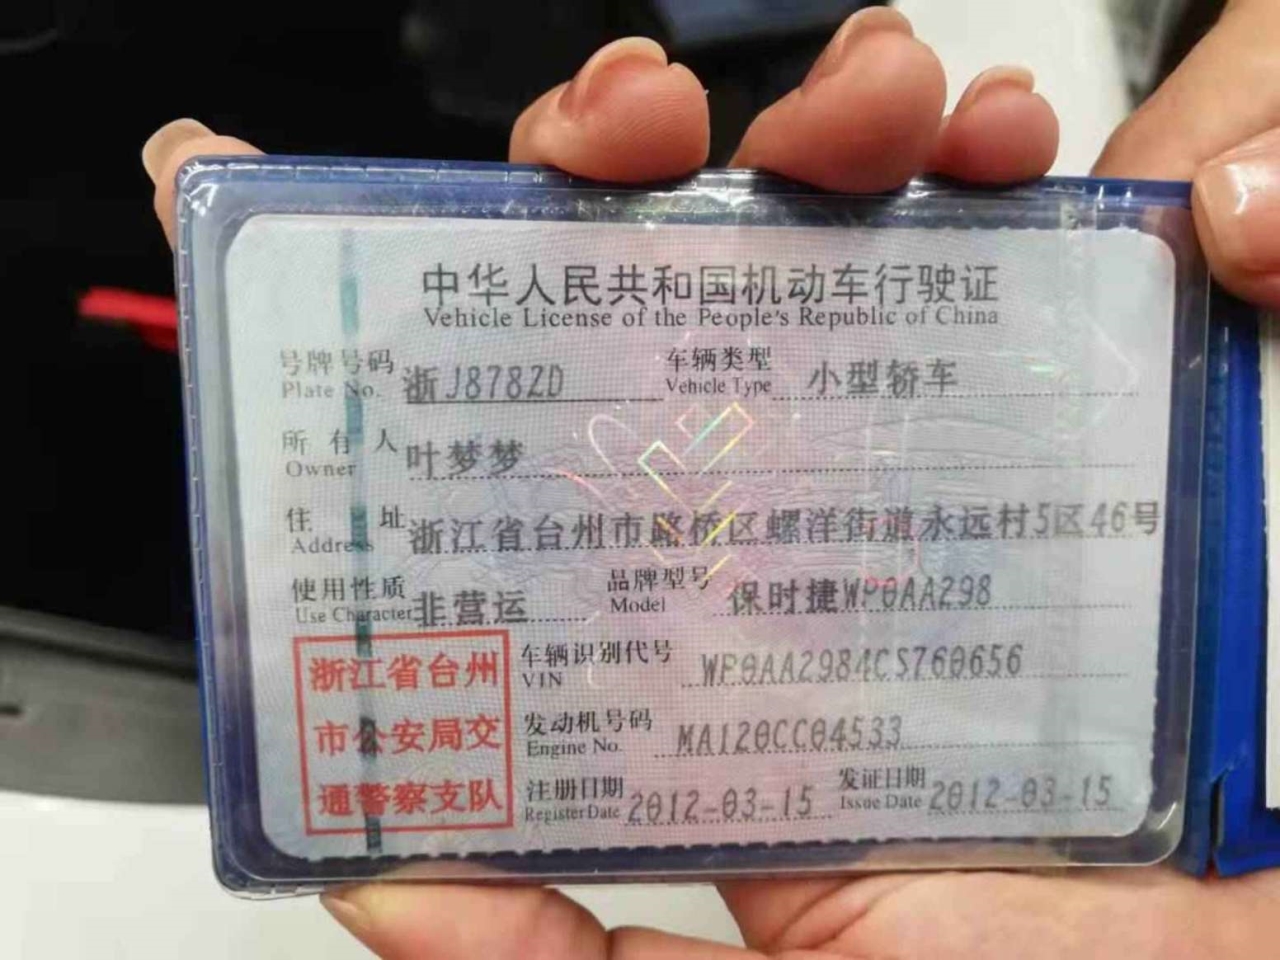 中华人民共和国机动车行驶证
Vehicle License of the People's Republic of China
号牌号码 浙J878ZD 车辆类型 小型轿车
Plate No. Vehicle Type
所有人 叶梦梦
Owner
住址 浙江省台州市路桥区螺洋街道永远村5区46号
Address
使用性质 非营运 品牌型号 保时捷WP0AA298
Use Character Model
浙江省台州 车辆识别代号 WP0AA2984CS760656
VIN
市公安局交 发动机号码 MA120CC04533
Engine No.
通警察支队 注册日期 2012-03-15 发证日期 2012-03-15
Register Date Issue Date